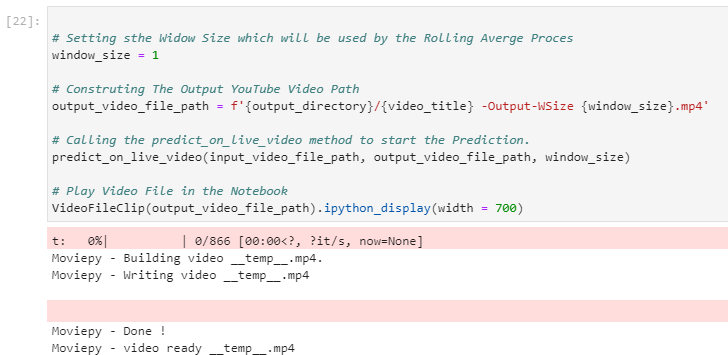 [22]:
# Setting sthe Widow Size which will be used by the Rolling Averge Proces
window_size = 1
# Construting The Output YouTube Video Path
output_video_file_path = f'{output_directory}/{video_title} -Output-WSize {window_size}.mp4'
# Calling the predict_on_live_video method to start the Prediction.
predict_on_live_video(input_video_file_path, output_video_file_path, window_size)
# Play Video File in the Notebook
VideoFileClip(output_video_file_path).ipython_display(width = 700)
t:   0%|          | 0/866 [00:00<?, ?it/s, now=None]
Moviepy - Building video __temp__.mp4.
Moviepy - Writing video __temp__.mp4
Moviepy - Done !
Moviepy - video ready __temp__.mp4